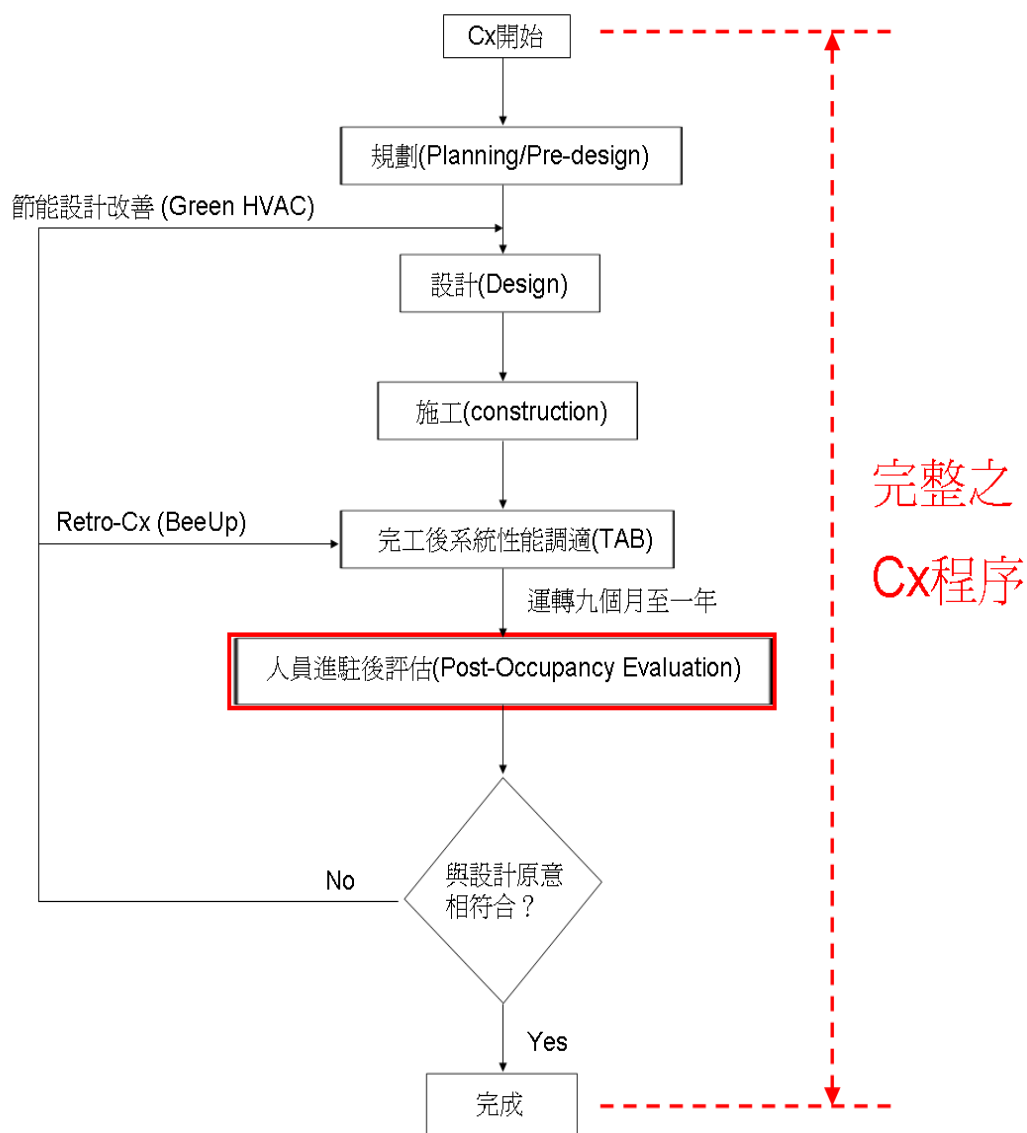 Cx開始
規劃(Planning/Pre-design)
節能設計改善 (Green HVAC)
設計(Design)
施工(construction)
完整之
Cx程序
Retro-Cx (BeeUp)
完工後系統性能調適(TAB)
運轉九個月至一年
人員進駐後評估(Post-Occupancy Evaluation)
與設計原意
相符合？
No
Yes
完成